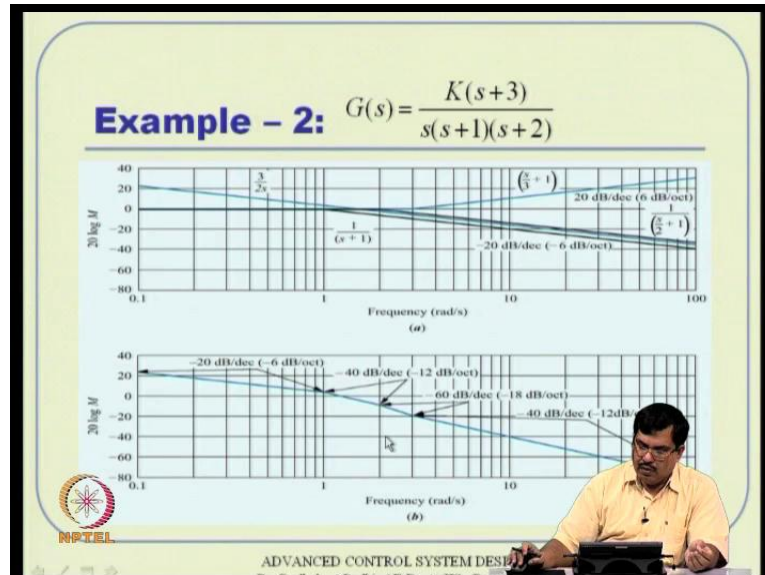 Example – 2: G(s) = K(s+3) / s(s+1)(s+2)
40
20
0
−20
−40
−60
−80
20 log M
3/2s
(s/3 + 1)
20 dB/dec (6 dB/oct)
1/(s + 1)
1/(s/2 + 1)
−20 dB/dec (−6 dB/oct)
0.1
1
10
100
Frequency (rad/s)
(a)
40
20
0
−20
−40
−60
−80
20 log M
−20 dB/dec (−6 dB/oct)
−40 dB/dec (−12 dB/oct)
−60 dB/dec (−18 dB/oct)
−40 dB/dec (−12dB/
0.1
1
10
Frequency (rad/s)
(b)
NPTEL
ADVANCED CONTROL SYSTEM DESI